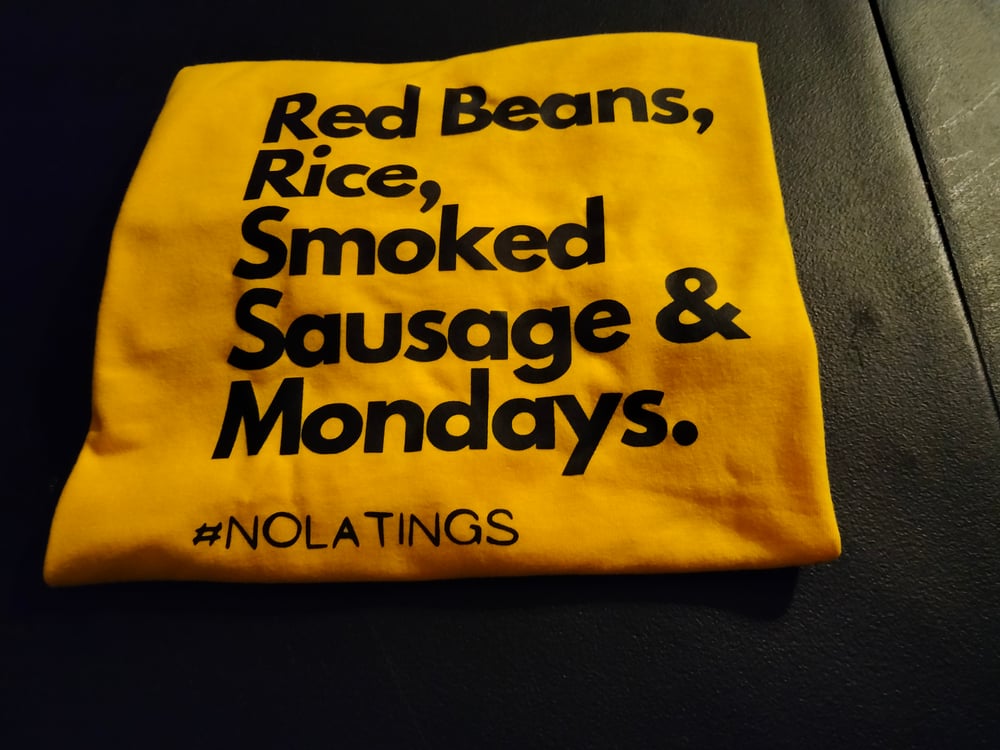 Red Beans,
Rice,
Smoked
Sausage &
Mondays.
#NOLATINGS